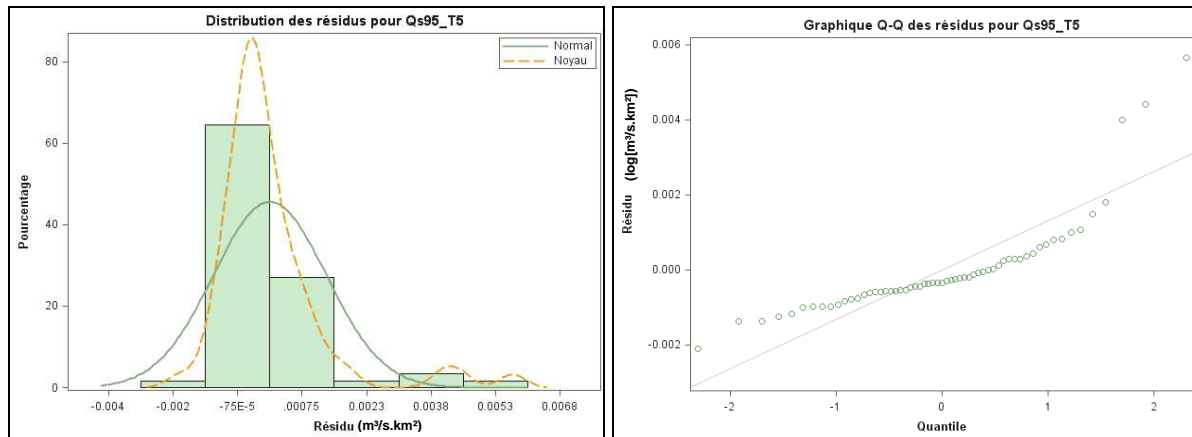 Distribution des résidus pour Qs95_T5
Normal
Noyau
80
60
40
20
0
Pourcentage
-0.004
-0.002
-75E-5
.00075
0.0023
0.0038
0.0053
0.0068
Résidu (m³/s.km²)
Graphique Q-Q des résidus pour Qs95_T5
0.006
0.004
0.002
0.000
-0.002
Résidu (log[m³/s.km²])
-2
-1
0
1
2
Quantile